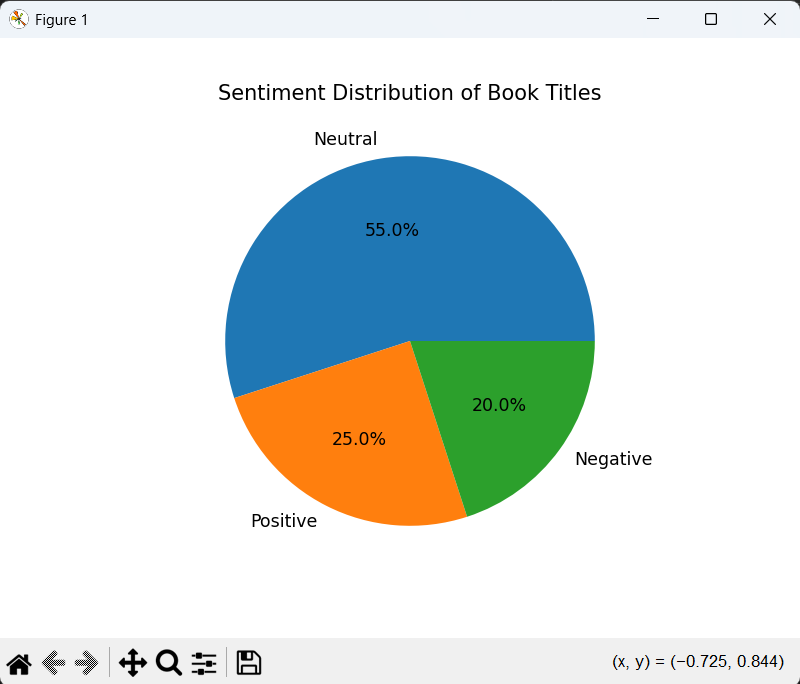 Figure 1
Sentiment Distribution of Book Titles
Neutral
55.0%
20.0%
25.0%
Negative
Positive
(x, y) = (−0.725, 0.844)